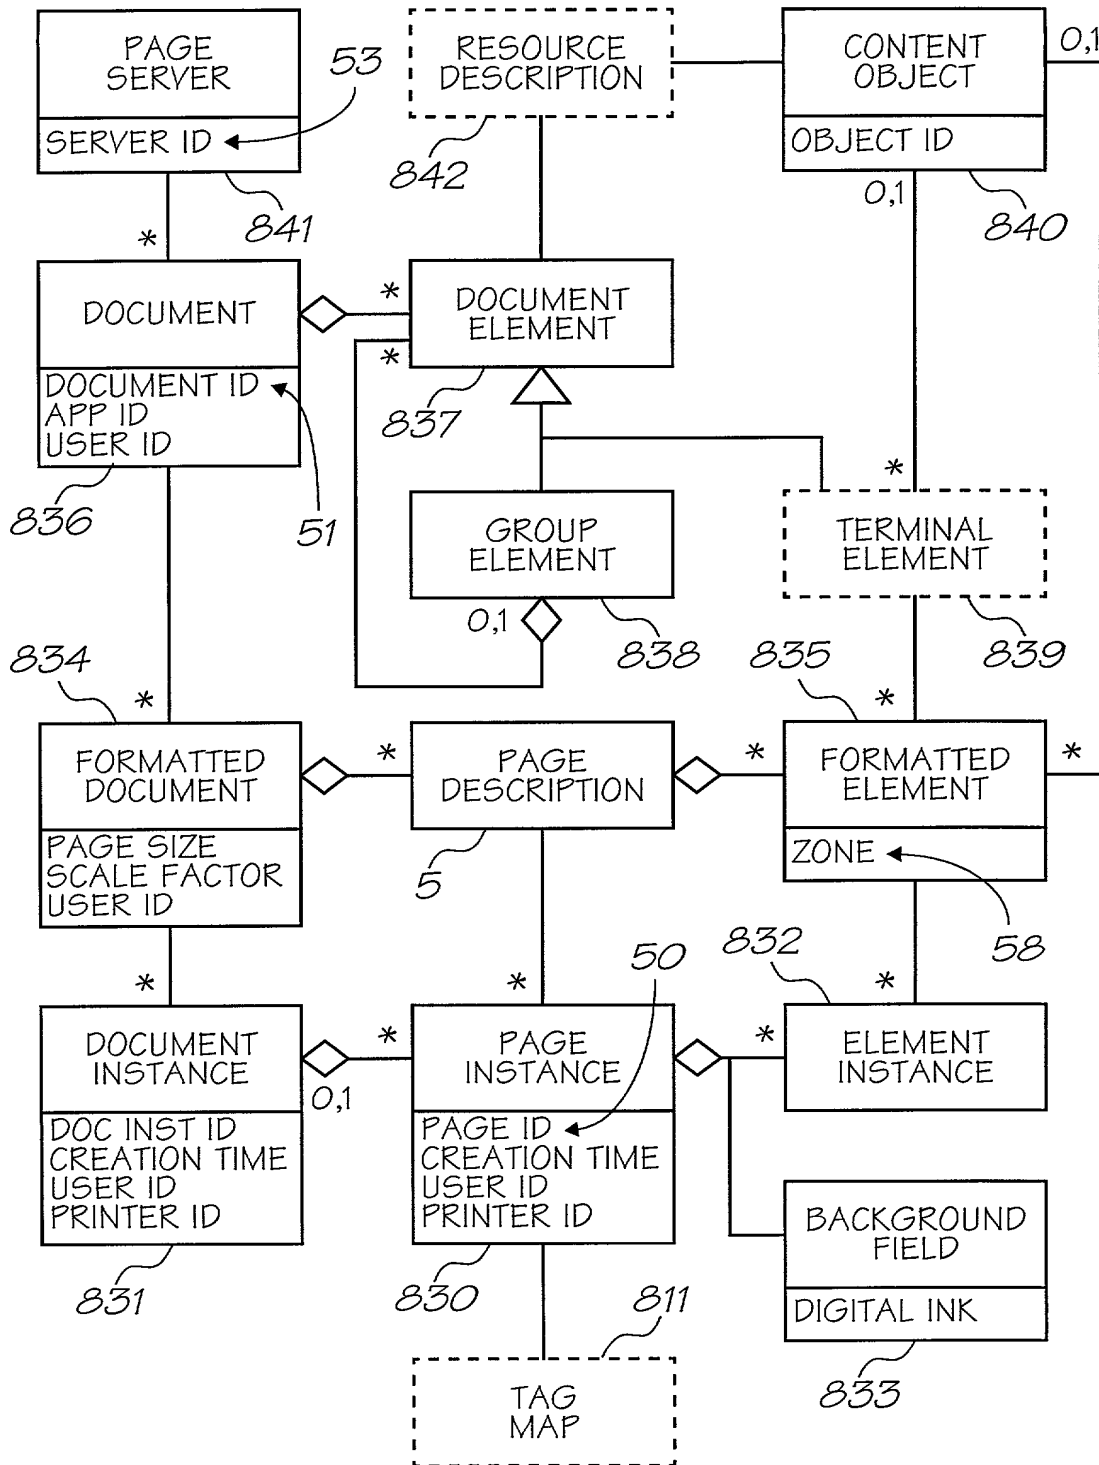 PAGE
SERVER
SERVER ID
53
841
RESOURCE
DESCRIPTION
842
CONTENT
OBJECT
OBJECT ID
0,1
0,1
840
*
DOCUMENT
DOCUMENT ID
APP ID
USER ID
836
51
*
*
DOCUMENT
ELEMENT
837
GROUP
ELEMENT
0,1
838
*
TERMINAL
ELEMENT
839
834
*
FORMATTED
DOCUMENT
PAGE SIZE
SCALE FACTOR
USER ID
*
PAGE
DESCRIPTION
5
*
835
*
FORMATTED
ELEMENT
*
ZONE
58
*
DOCUMENT
INSTANCE
0,1
DOC INST ID
CREATION TIME
USER ID
PRINTER ID
831
*
*
50
PAGE
INSTANCE
PAGE ID
CREATION TIME
USER ID
PRINTER ID
830
*
832
*
ELEMENT
INSTANCE
BACKGROUND
FIELD
DIGITAL INK
833
811
TAG
MAP